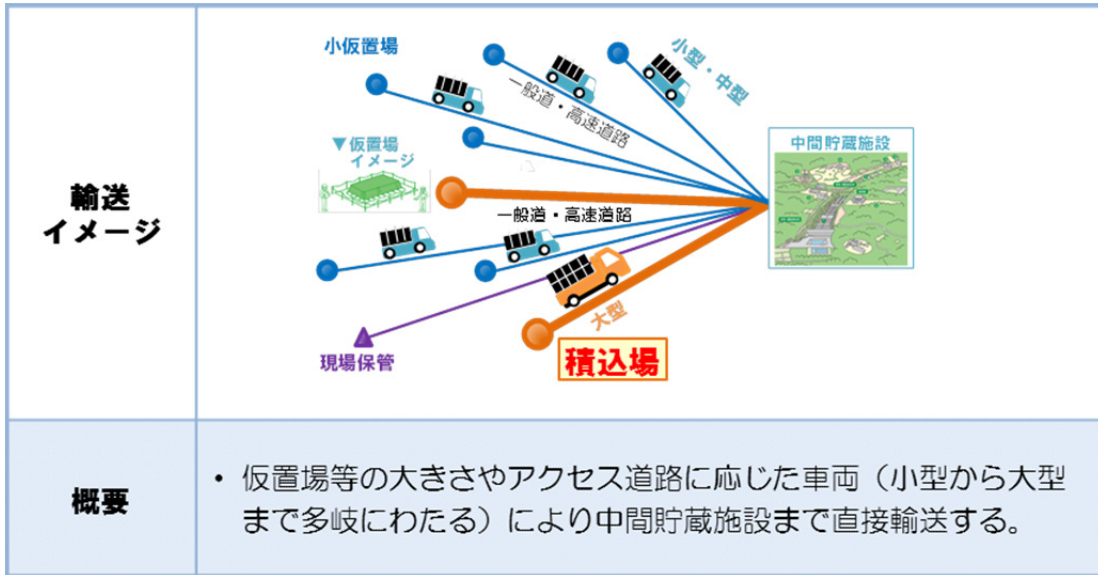 輸送
イメージ
小仮置場
小型・中型
一般道・高速道路
▼仮置場
イメージ
中間貯蔵施設
一般道・高速道路
大型
現場保管
積込場
概要
• 仮置場等の大きさやアクセス道路に応じた車両（小型から大型
まで多岐にわたる）により中間貯蔵施設まで直接輸送する。